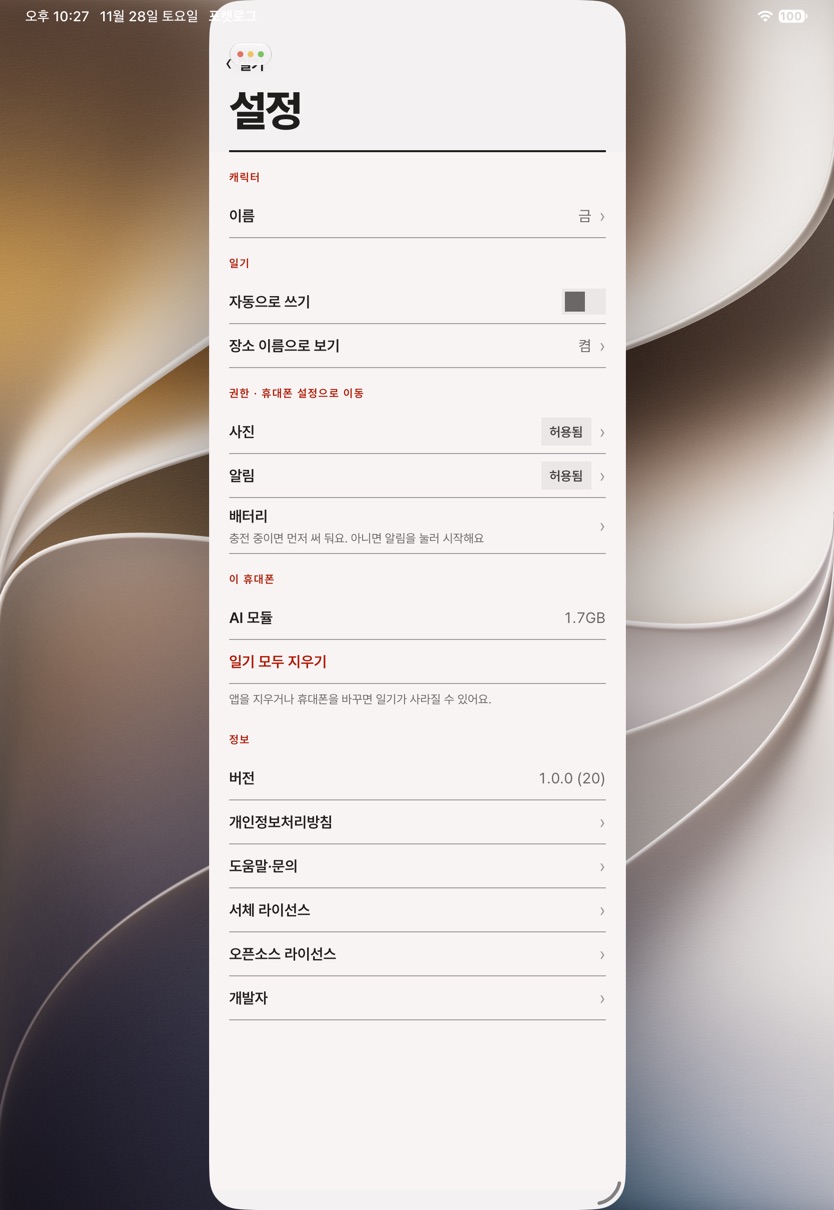 오후 10:27 11월 28일 토요일 포켓로그
100
설정
캐릭터
이름 금
일기
자동으로 쓰기
장소 이름으로 보기 켬
권한 · 휴대폰 설정으로 이동
사진 허용됨
알림 허용됨
배터리
충전 중이면 먼저 써 둬요. 아니면 알림을 눌러 시작해요
이 휴대폰
AI 모듈 1.7GB
일기 모두 지우기
앱을 지우거나 휴대폰을 바꾸면 일기가 사라질 수 있어요.
정보
버전 1.0.0 (20)
개인정보처리방침
도움말·문의
서체 라이선스
오픈소스 라이선스
개발자